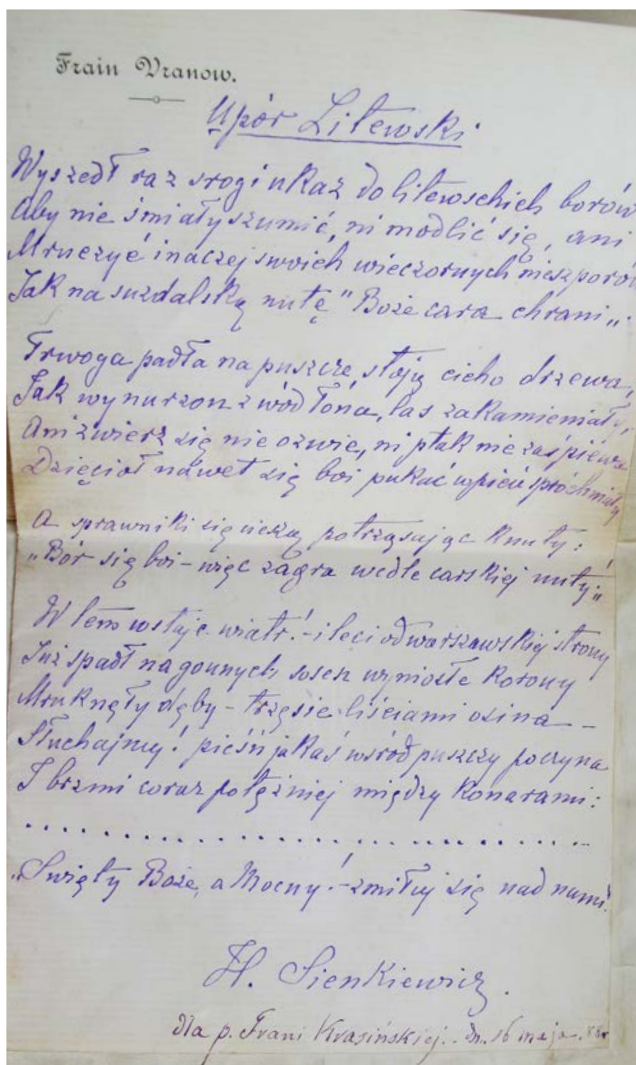 Frain Vranow.
Upór Litewski.
Wyszedł raz srogi ukaz do litewskich borów
Aby nie śmiały szumić, ni modlić się, ani
Mruczyć inaczej swoich wieczornych nieszporów
Jak na suzdalską nutę "Boże cara chrani".
Trwoga padła na puszczę stoją cicho drzewa,
Jak wynurzon z wód łona, las zakamieniały,
Ani zwierz się nie ozwie, ni ptak nie zaśpiewa
Dzięcioł nawet się boi pukać w pień spróchniały
A sprawniki się cieszą potrząsając knuty:
"Bór się boi - więc zagra wedle carskiej nuty;"
W tem wstaje wiatr! - i leci od warszawskiej strony
Już spadł na gonnych sosen wyniosłe korony
Mruknęły dęby - trzęsie liściami osina -
Słuchajmy! pieśń jakaś wśród puszczy poczyna
I brzmi coraz potężniej między konarami:
. . . . . . . . . . . . . . . . . . . . . . . . . . . . .
"Święty Boże, a Mocny! - zmiłuj się nad nami!
H. Sienkiewicz.
dla p. Frani Krasińskiej. dn. 16 maja.